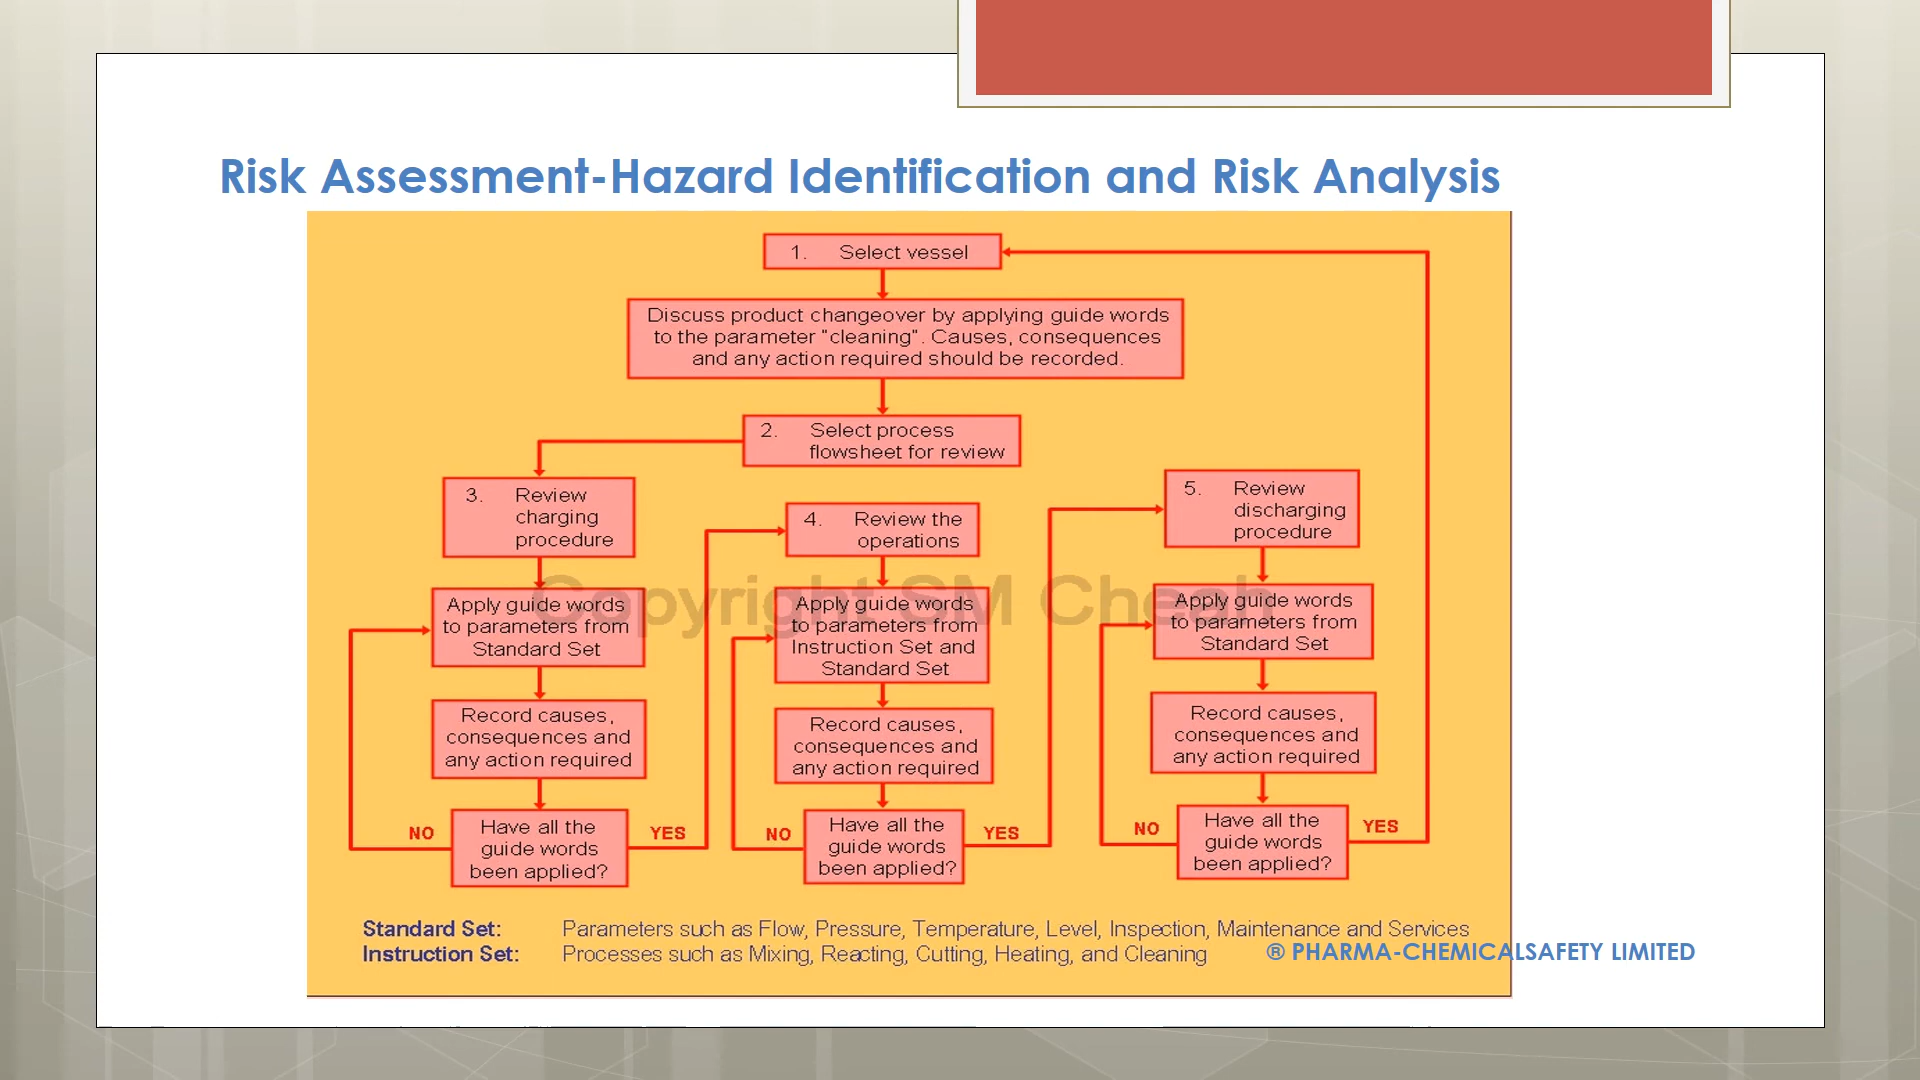 Risk Assessment-Hazard Identification and Risk Analysis
1. Select vessel
Discuss product changeover by applying guide words
to the parameter "cleaning". Causes, consequences
and any action required should be recorded.
2. Select process
flowsheet for review
3. Review
charging
procedure
Apply guide words
to parameters from
Standard Set
Record causes,
consequences and
any action required
Have all the
guide words
been applied?
NO
YES
4. Review the
operations
Apply guide words
to parameters from
Instruction Set and
Standard Set
Record causes,
consequences and
any action required
Have all the
guide words
been applied?
NO
YES
5. Review
discharging
procedure
Apply guide words
to parameters from
Standard Set
Record causes,
consequences and
any action required
Have all the
guide words
been applied?
NO
YES
Copyright SM Cheah
Standard Set: Parameters such as Flow, Pressure, Temperature, Level, Inspection, Maintenance and Services
Instruction Set: Processes such as Mixing, Reacting, Cutting, Heating, and Cleaning
® PHARMA-CHEMICALSAFETY LIMITED